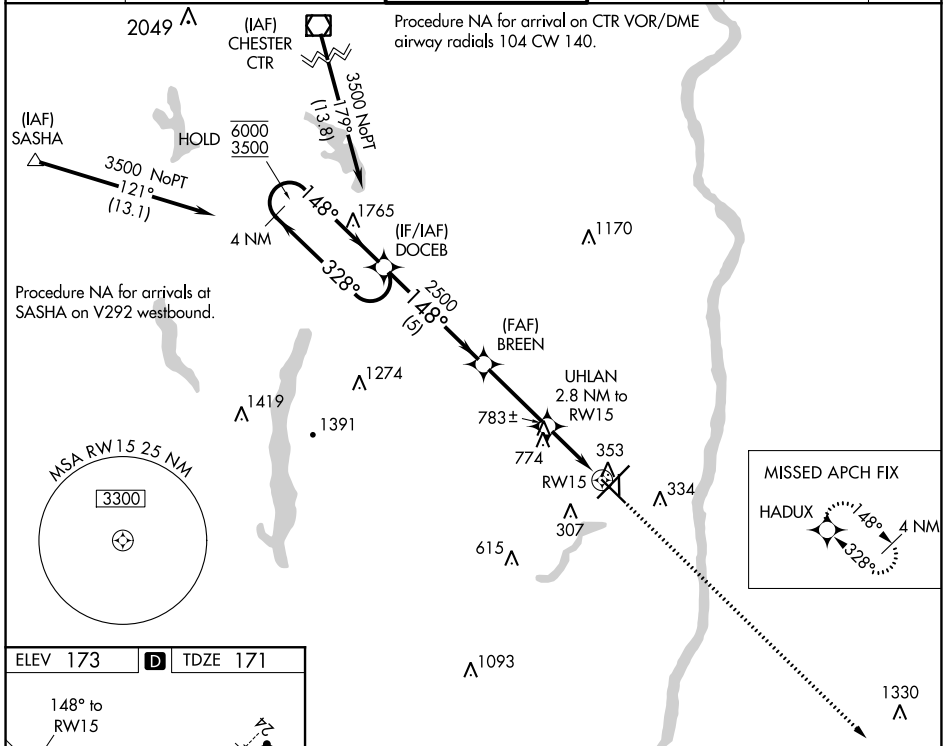 2049
(IAF)
CHESTER
CTR
Procedure NA for arrival on CTR VOR/DME
airway radials 104 CW 140.
3500 NoPT
179°
(13.8)
(IAF)
SASHA
HOLD
6000
3500
3500 NoPT
121°
(13.1)
4 NM
148°
1765
328°
(IF/IAF)
DOCEB
1170
Procedure NA for arrivals at
SASHA on V292 westbound.
2500
148°
(5)
(FAF)
BREEN
1274
1419
1391
UHLAN
2.8 NM to
RW15
783±
774
353
RW15
334
307
615
MSA RW15 25 NM
3300
MISSED APCH FIX
HADUX
148°
4 NM
328°
1093
1330
ELEV 173
D
TDZE 171
148° to
RW15
24